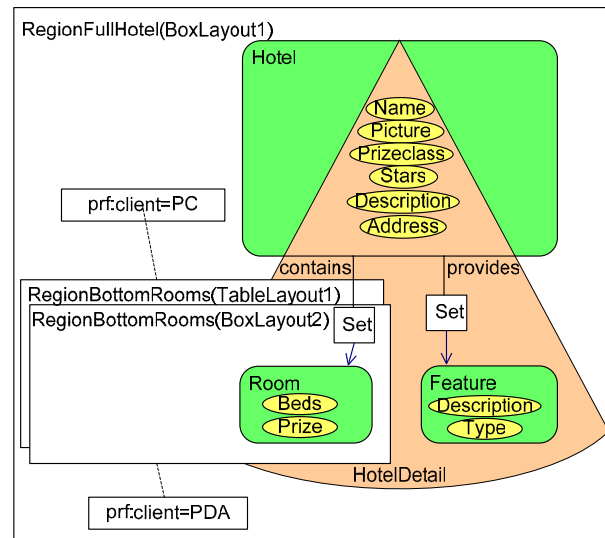 RegionFullHotel(BoxLayout1)
Hotel
Name
Picture
Prizeclass
Stars
Description
Address
prf:client=PC
contains
provides
RegionBottomRooms(TableLayout1)
RegionBottomRooms(BoxLayout2)
Set
Set
Room
Beds
Prize
Feature
Description
Type
HotelDetail
prf:client=PDA